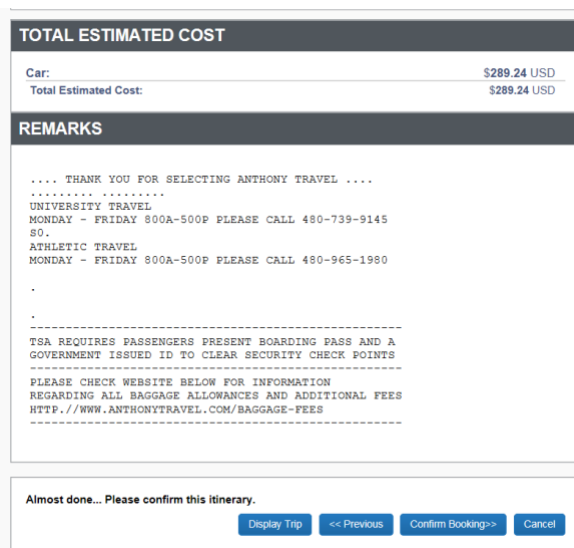 TOTAL ESTIMATED COST
Car: $289.24 USD
Total Estimated Cost: $289.24 USD
REMARKS
.... THANK YOU FOR SELECTING ANTHONY TRAVEL ....
......... .........
UNIVERSITY TRAVEL
MONDAY - FRIDAY 800A-500P PLEASE CALL 480-739-9145
S0.
ATHLETIC TRAVEL
MONDAY - FRIDAY 800A-500P PLEASE CALL 480-965-1980
.
.
----------------------------------------------------
TSA REQUIRES PASSENGERS PRESENT BOARDING PASS AND A
GOVERNMENT ISSUED ID TO CLEAR SECURITY CHECK POINTS
----------------------------------------------------
PLEASE CHECK WEBSITE BELOW FOR INFORMATION
REGARDING ALL BAGGAGE ALLOWANCES AND ADDITIONAL FEES
HTTP.//WWW.ANTHONYTRAVEL.COM/BAGGAGE-FEES
----------------------------------------------------
Almost done... Please confirm this itinerary.
Display Trip << Previous Confirm Booking>> Cancel